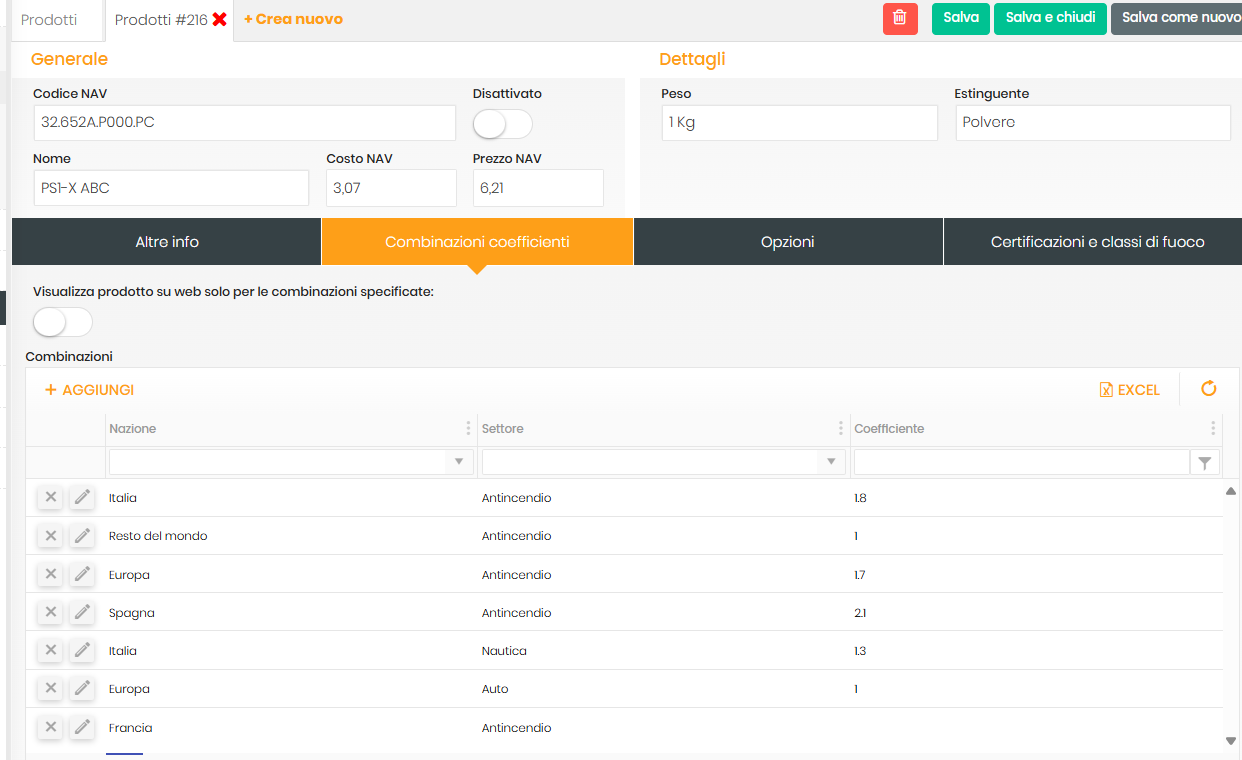 Prodotti
Prodotti #216
+ Crea nuovo
Salva
Salva e chiudi
Salva come nuovo
Generale
Dettagli
Codice NAV
Disattivato
Peso
Estinguente
32.652A.P000.PC
1 Kg
Polvere
Nome
Costo NAV
Prezzo NAV
PS1-X ABC
3,07
6,21
Altre info
Combinazioni coefficienti
Opzioni
Certificazioni e classi di fuoco
Visualizza prodotto su web solo per le combinazioni specificate:
Combinazioni
+ AGGIUNGI
EXCEL
Nazione Settore Coefficiente
Italia Antincendio 1.8
Resto del mondo Antincendio 1
Europa Antincendio 1.7
Spagna Antincendio 2.1
Italia Nautica 1.3
Europa Auto 1
Francia Antincendio